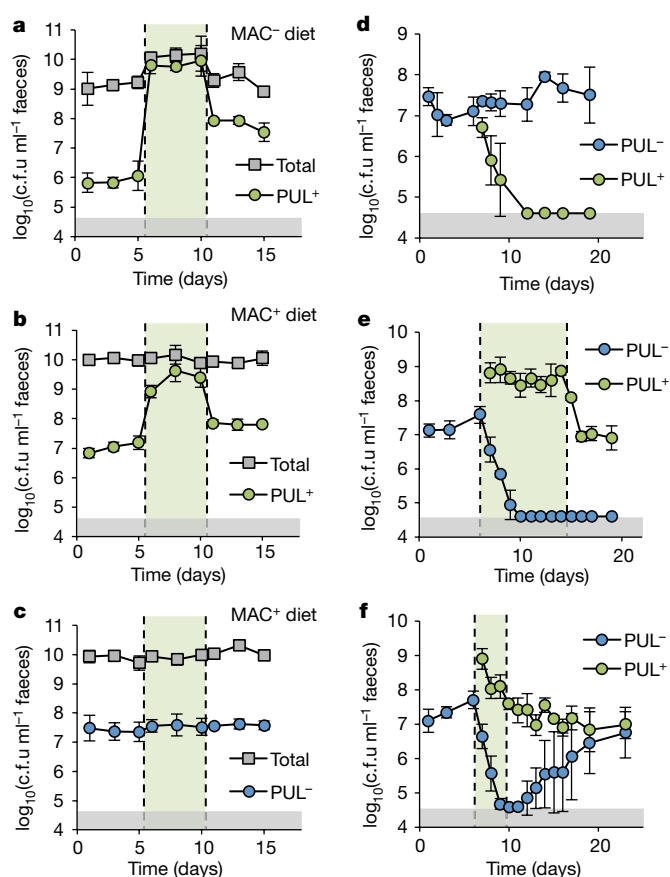 a
MAC⁻ diet
log₁₀(c.f.u ml⁻¹ faeces)
11
10
9
8
7
6
5
4
Total
PUL⁺
0 5 10 15
Time (days)
b
MAC⁺ diet
log₁₀(c.f.u ml⁻¹ faeces)
11
10
9
8
7
6
5
4
Total
PUL⁺
0 5 10 15
Time (days)
c
MAC⁺ diet
log₁₀(c.f.u ml⁻¹ faeces)
11
10
9
8
7
6
5
4
Total
PUL⁻
0 5 10 15
Time (days)
d
log₁₀(c.f.u ml⁻¹ faeces)
9
8
7
6
5
4
PUL⁻
PUL⁺
0 10 20
Time (days)
e
log₁₀(c.f.u ml⁻¹ faeces)
10
9
8
7
6
5
4
PUL⁻
PUL⁺
0 10 20
Time (days)
f
log₁₀(c.f.u ml⁻¹ faeces)
10
9
8
7
6
5
4
PUL⁻
PUL⁺
0 10 20
Time (days)